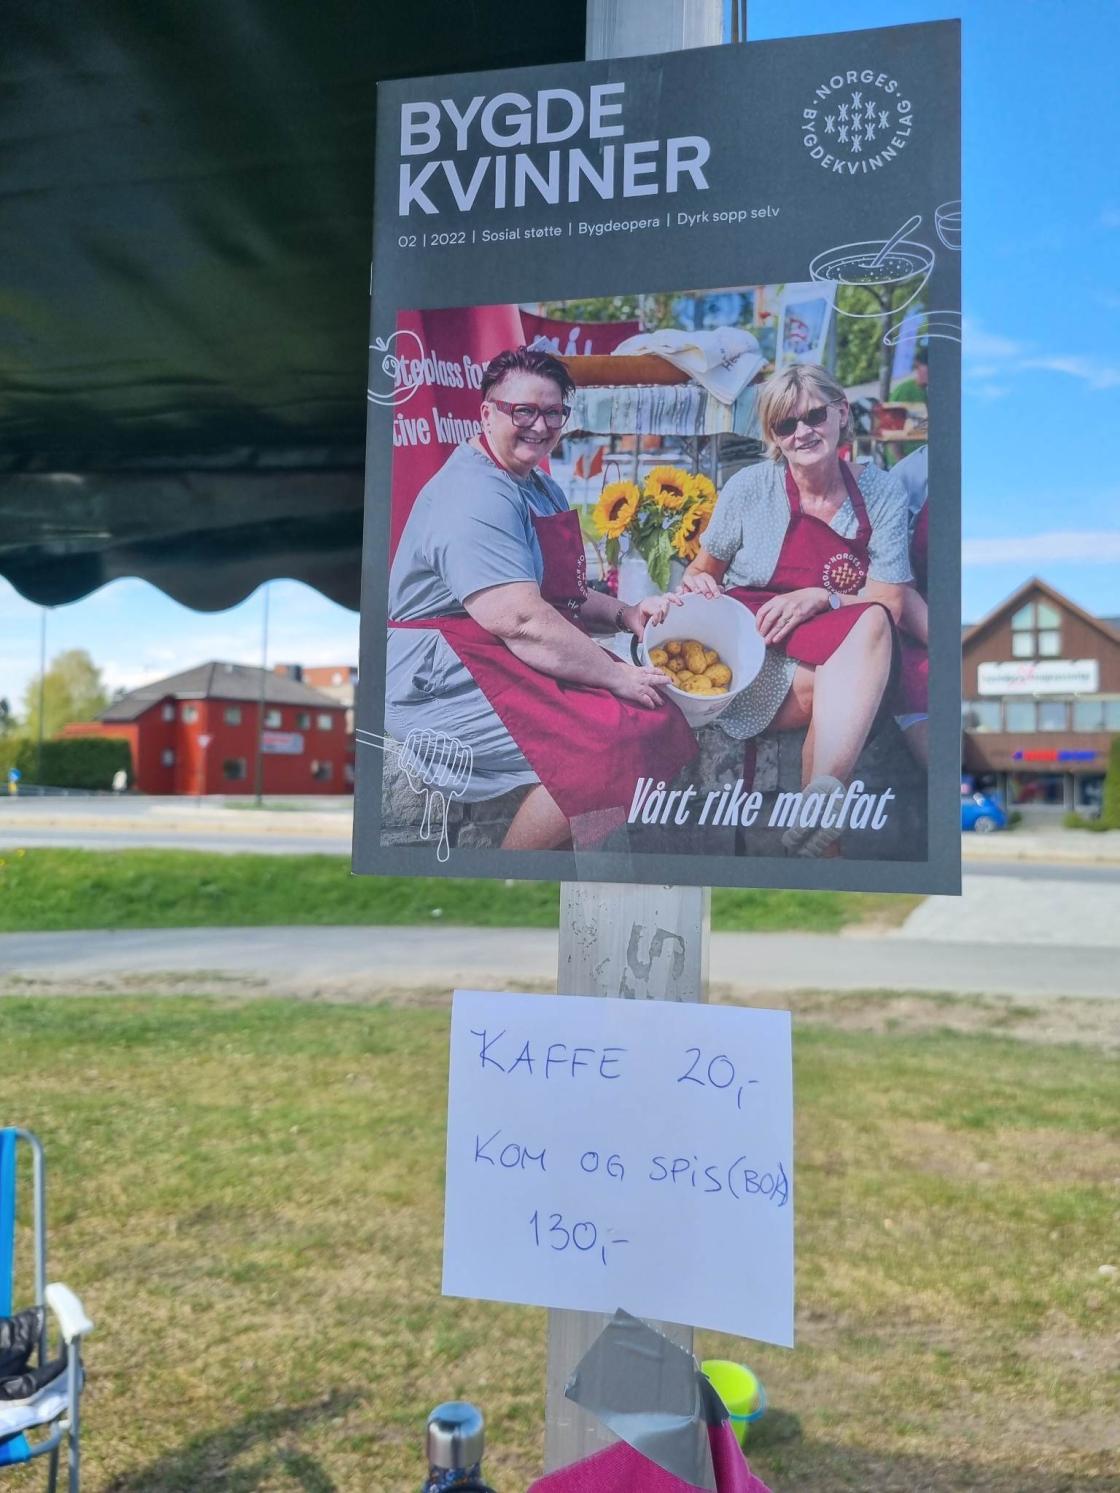 BYGDE
KVINNER
NORGES
BYGDEKVINNELAG
02 | 2022 | Sosial støtte | Bygdeopera | Dyrk sopp selv
Vårt rike matfat
S
KAFFE 20,-
KOM OG SPIS (BOK)
130,-